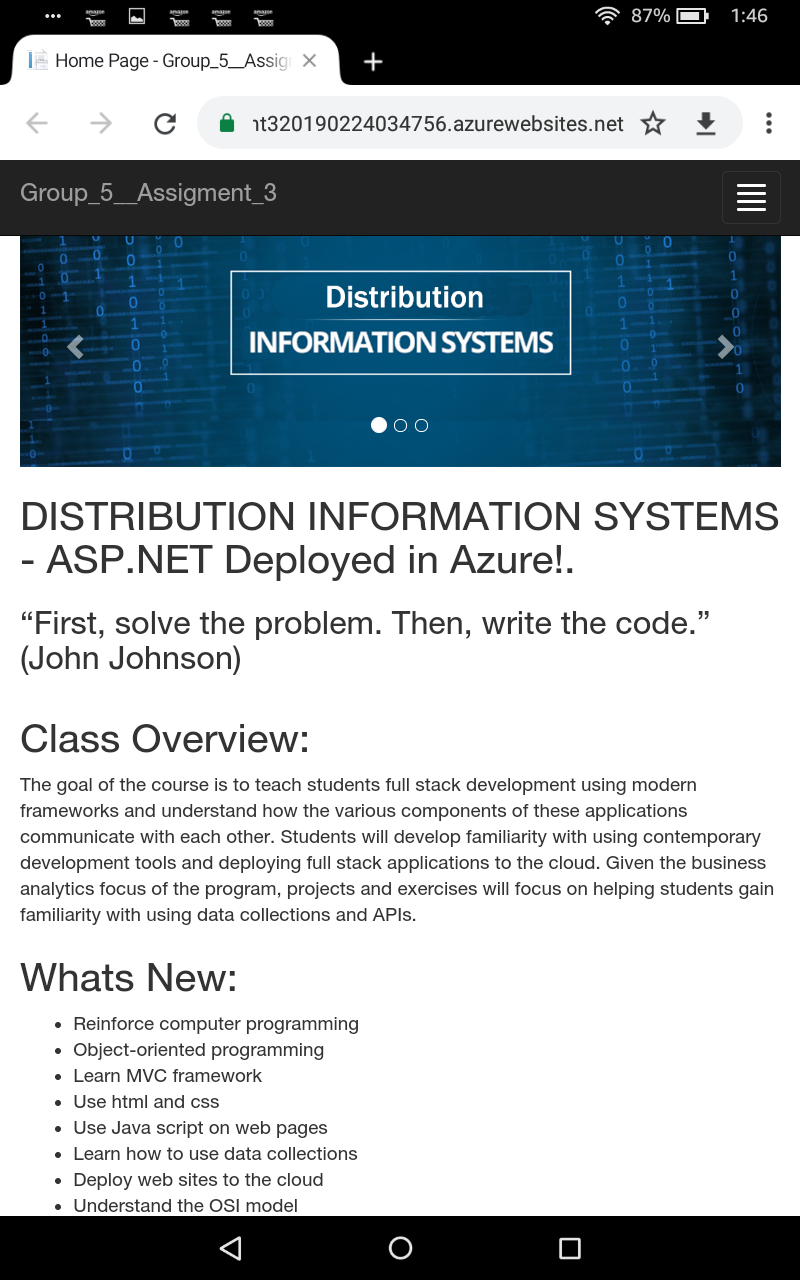 87% 1:46
Home Page - Group_5__Assig
nt320190224034756.azurewebsites.net
Group_5__Assigment_3
Distribution
INFORMATION SYSTEMS
DISTRIBUTION INFORMATION SYSTEMS
- ASP.NET Deployed in Azure!.
“First, solve the problem. Then, write the code.”
(John Johnson)
Class Overview:
The goal of the course is to teach students full stack development using modern
frameworks and understand how the various components of these applications
communicate with each other. Students will develop familiarity with using contemporary
development tools and deploying full stack applications to the cloud. Given the business
analytics focus of the program, projects and exercises will focus on helping students gain
familiarity with using data collections and APIs.
Whats New:
• Reinforce computer programming
• Object-oriented programming
• Learn MVC framework
• Use html and css
• Use Java script on web pages
• Learn how to use data collections
• Deploy web sites to the cloud
• Understand the OSI model